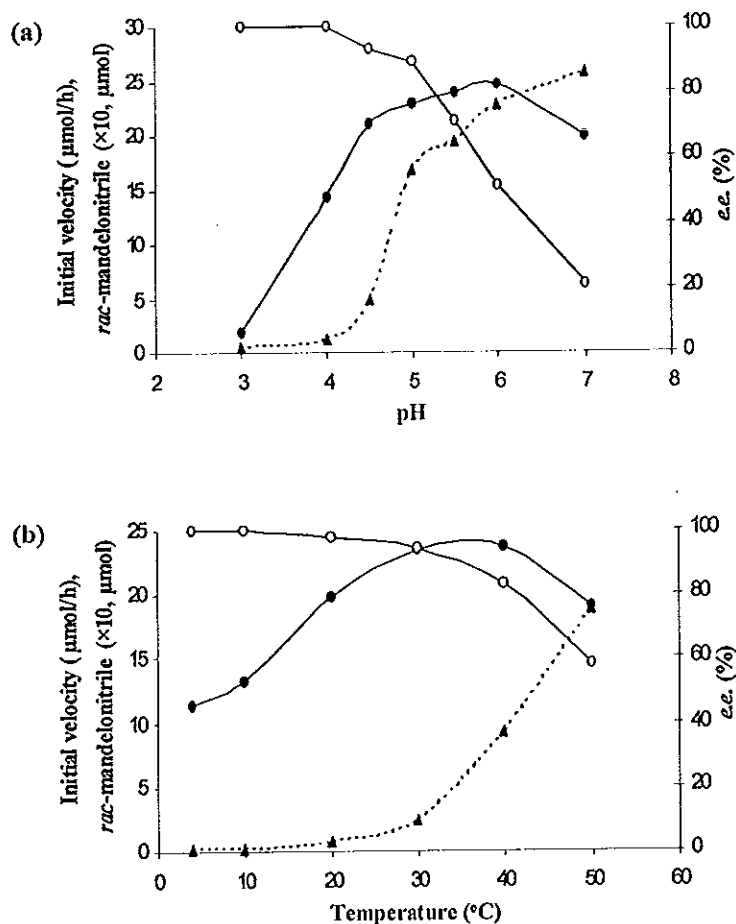 (a)
Initial velocity (µmol/h),
rac-mandelonitrile (×10, µmol)
30
25
20
15
10
5
0
100
80
60
40
20
0
e.e. (%)
2 3 4 5 6 7 8
pH
(b)
Initial velocity (µmol/h),
rac-mandelonitrile (×10, µmol)
25
20
15
10
5
0
100
80
60
40
20
0
e.e. (%)
0 10 20 30 40 50 60
Temperature (°C)